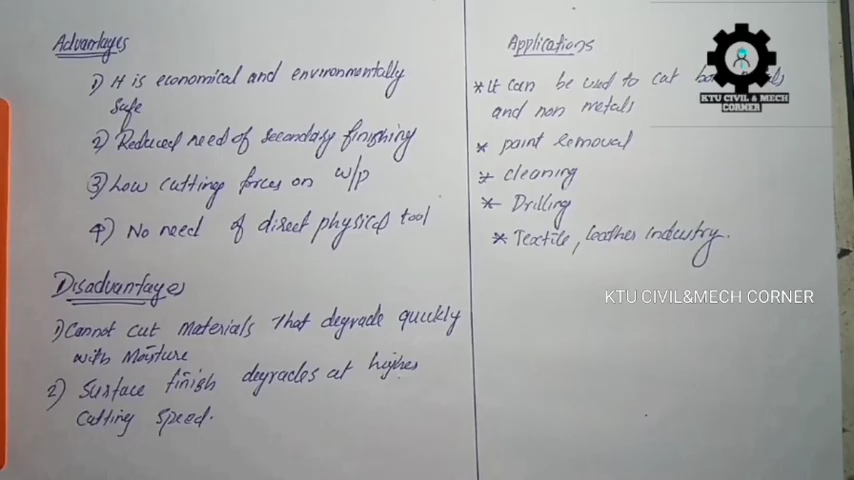 Advantages
1) It is economical and environmentally
safe
2) Reduced need of secondary finishing
3) Low cutting forces on w/p
4) No need of direct physical tool
Disadvantages
1) Cannot cut materials that degrade quickly
with Moisture
2) Surface finish degrades at higher
cutting speed.
Applications
* It can be used to cut
and non metals
* paint removal
* cleaning
* Drilling
* Textile, leather industry.
KTU CIVIL & MECH
CORNER
KTU CIVIL&MECH CORNER